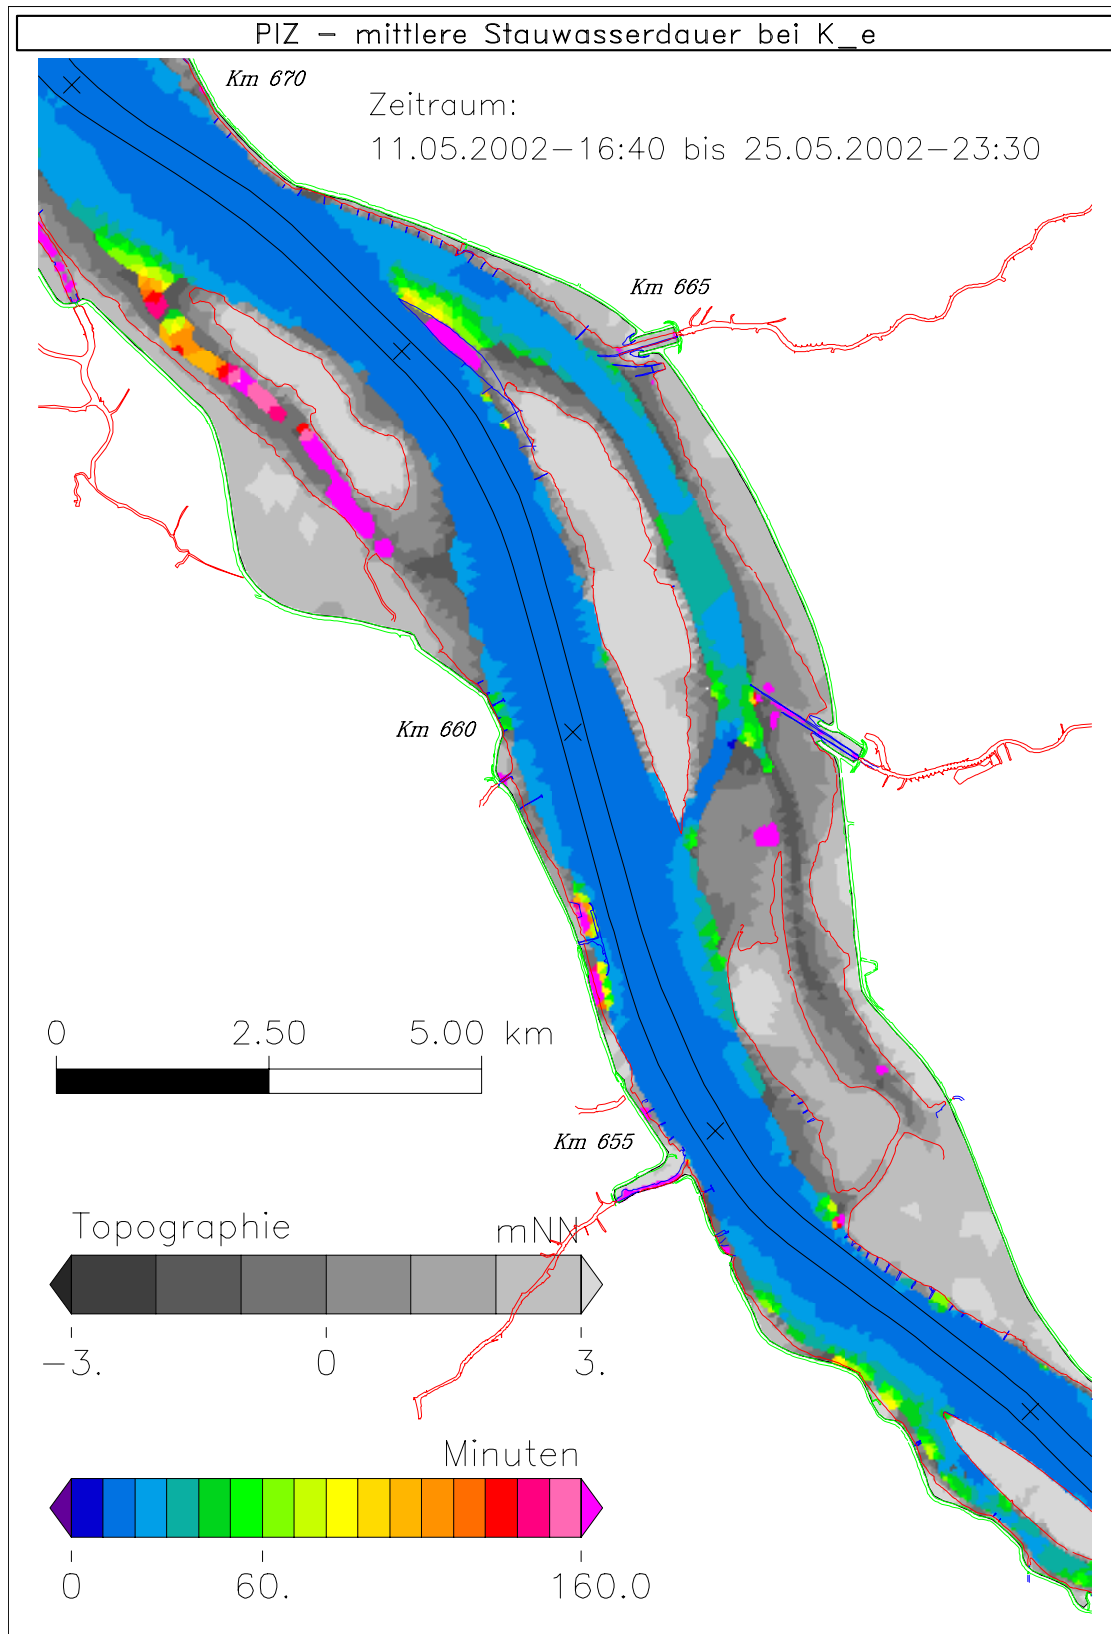 PIZ - mittlere Stauwasserdauer bei K_e
Km 670
Zeitraum:
11.05.2002-16:40 bis 25.05.2002-23:30
Km 665
Km 660
0 2.50 5.00 km
Km 655
Topographie mNN
-3. 0 3.
Minuten
0 60. 160.0